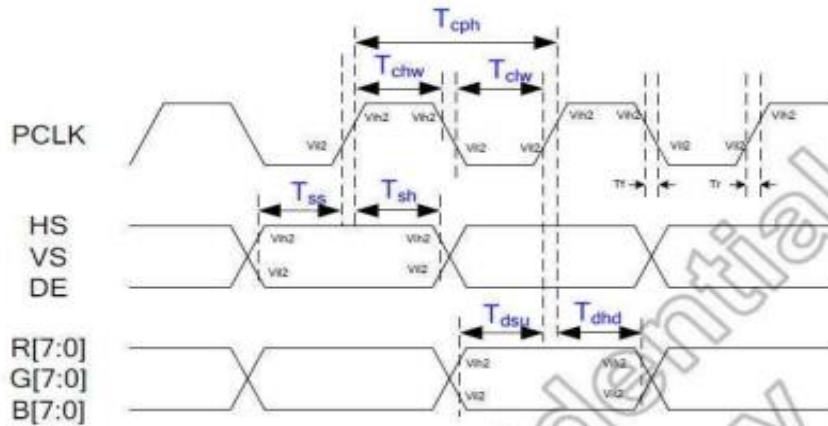 Tcph
Tchw Tclw
PCLK
Vil2 Vih2 Vih2 Vil2 Vil2 Vih2 Vih2 Vil2 Vil2 Vih2
Tf Tr
Tss Tsh
HS
VS
DE
Vih2 Vih2
Vil2 Vil2
Tdsu Tdhd
R[7:0]
G[7:0]
B[7:0]
Vih2 Vih2
Vil2 Vil2